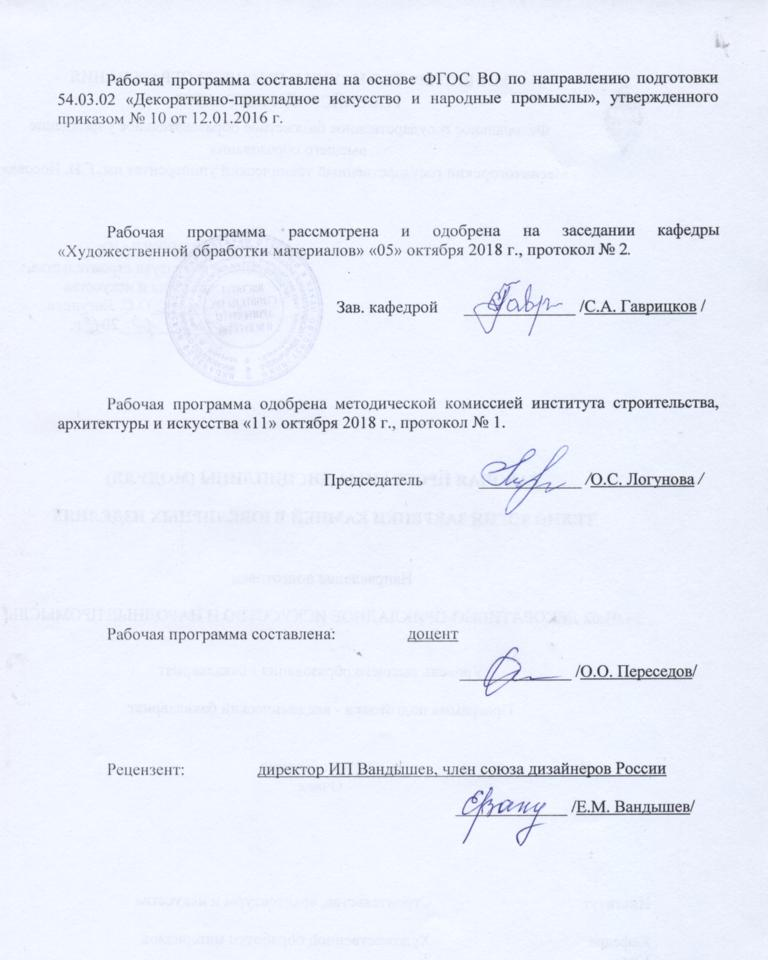 Рабочая программа составлена на основе ФГОС ВО по направлению подготовки
54.03.02 «Декоративно-прикладное искусство и народные промыслы», утвержденного
приказом № 10 от 12.01.2016 г.
Рабочая программа рассмотрена и одобрена на заседании кафедры
«Художественной обработки материалов» «05» октября 2018 г., протокол № 2.
Зав. кафедрой /С.А. Гаврицков /
Рабочая программа одобрена методической комиссией института строительства,
архитектуры и искусства «11» октября 2018 г., протокол № 1.
Председатель /О.С. Логунова /
Рабочая программа составлена: доцент
/О.О. Переседов/
Рецензент: директор ИП Вандышев, член союза дизайнеров России
/Е.М. Вандышев/